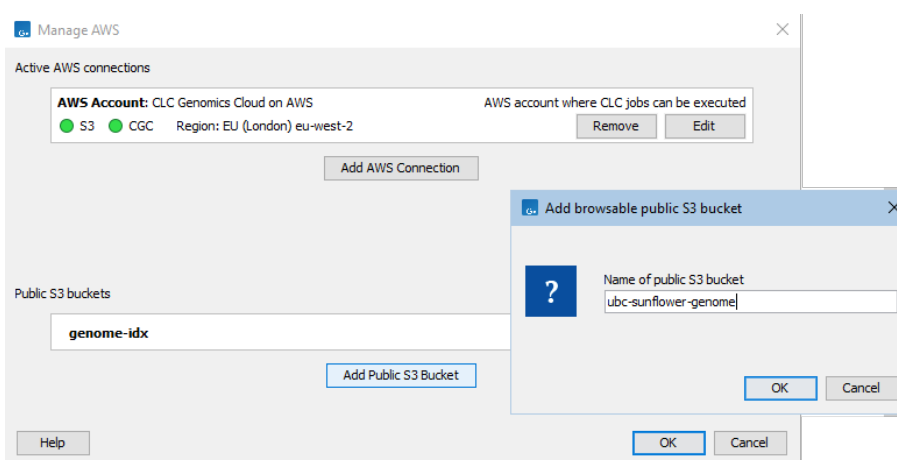 Manage AWS
Active AWS connections
AWS Account: CLC Genomics Cloud on AWS AWS account where CLC jobs can be executed
S3 CGC Region: EU (London) eu-west-2 Remove Edit
Add AWS Connection
Add browsable public S3 bucket
Name of public S3 bucket
ubc-sunflower-genome
Public S3 buckets
genome-idx
Add Public S3 Bucket
OK Cancel
Help OK Cancel